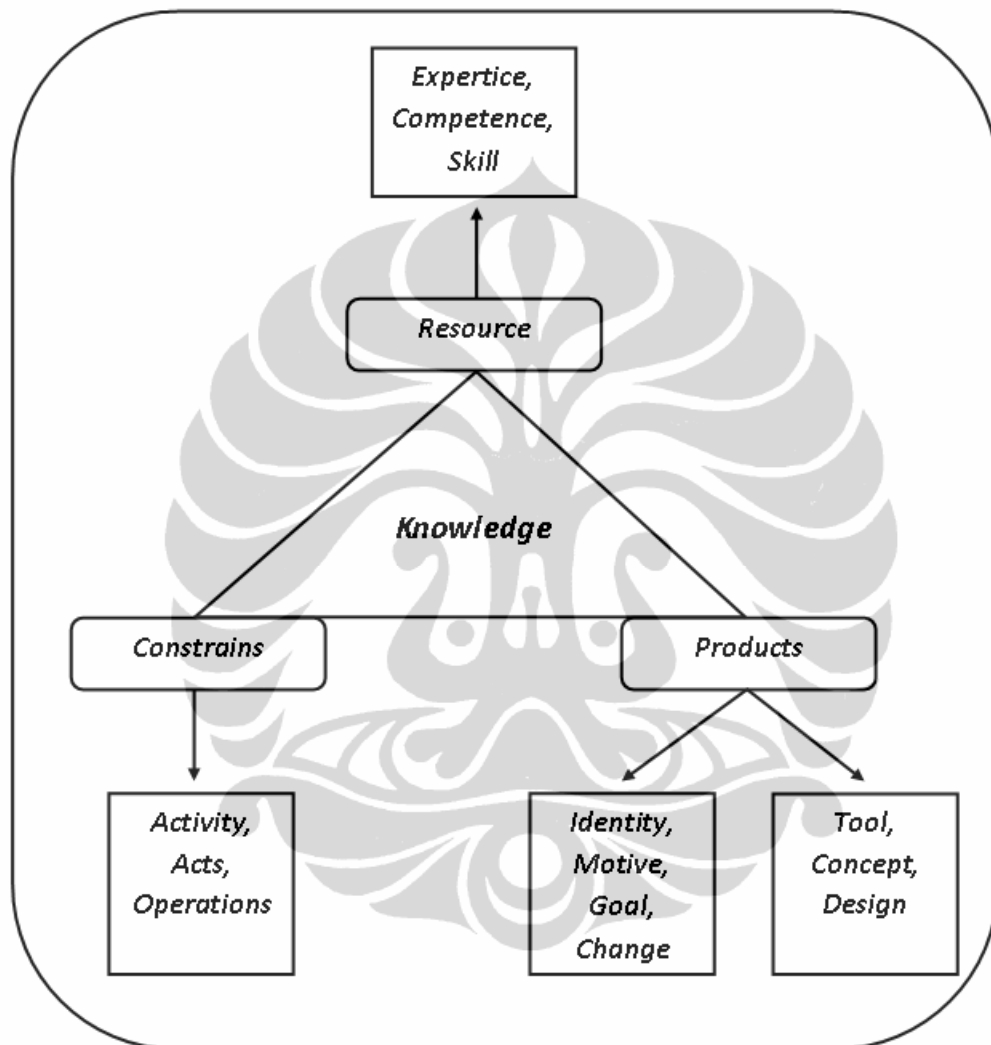 Expertice,
Competence,
Skill
Resource
Knowledge
Constrains
Products
Activity,
Acts,
Operations
Identity,
Motive,
Goal,
Change
Tool,
Concept,
Design